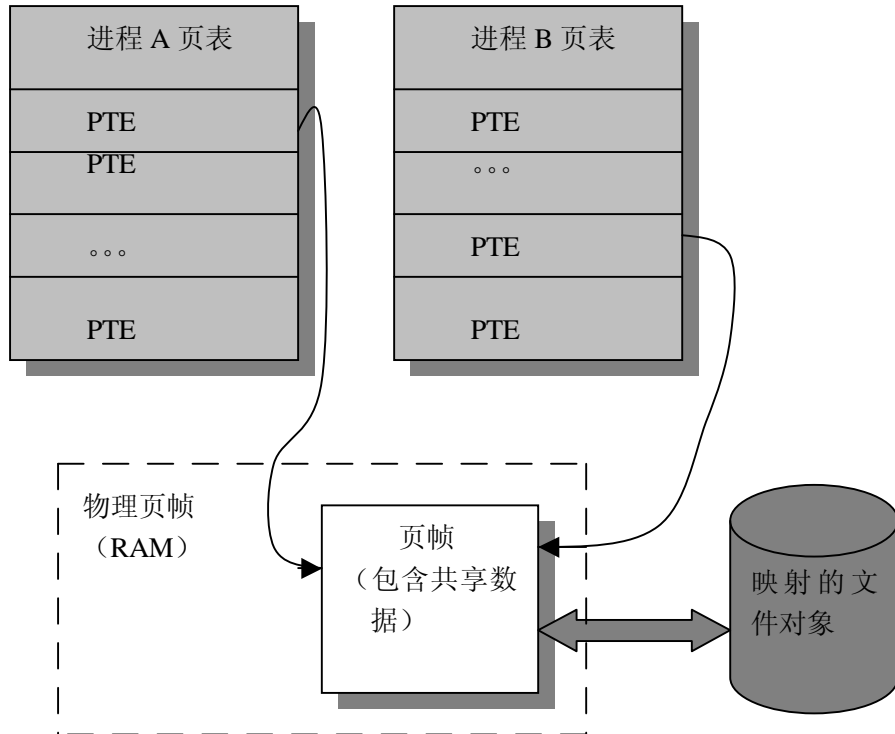 进程 A 页表
PTE
PTE
。。。
PTE
进程 B 页表
PTE
。。。
PTE
PTE
物理页帧
（RAM）
页帧
（包含共享数
据）
映射的文
件对象